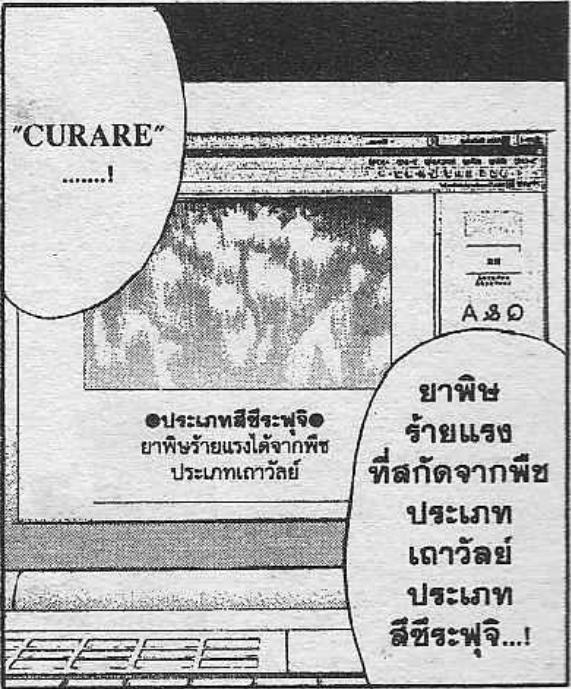 "CURARE"
.......!
A
●ประเภทสึซึระฟุจิ●
ยาพิษร้ายแรงได้จากพืช
ประเภทเถาวัลย์
ยาพิษ
ร้ายแรง
ที่สกัดจากพืช
ประเภท
เถาวัลย์
ประเภท
สึซึระฟุจิ...!